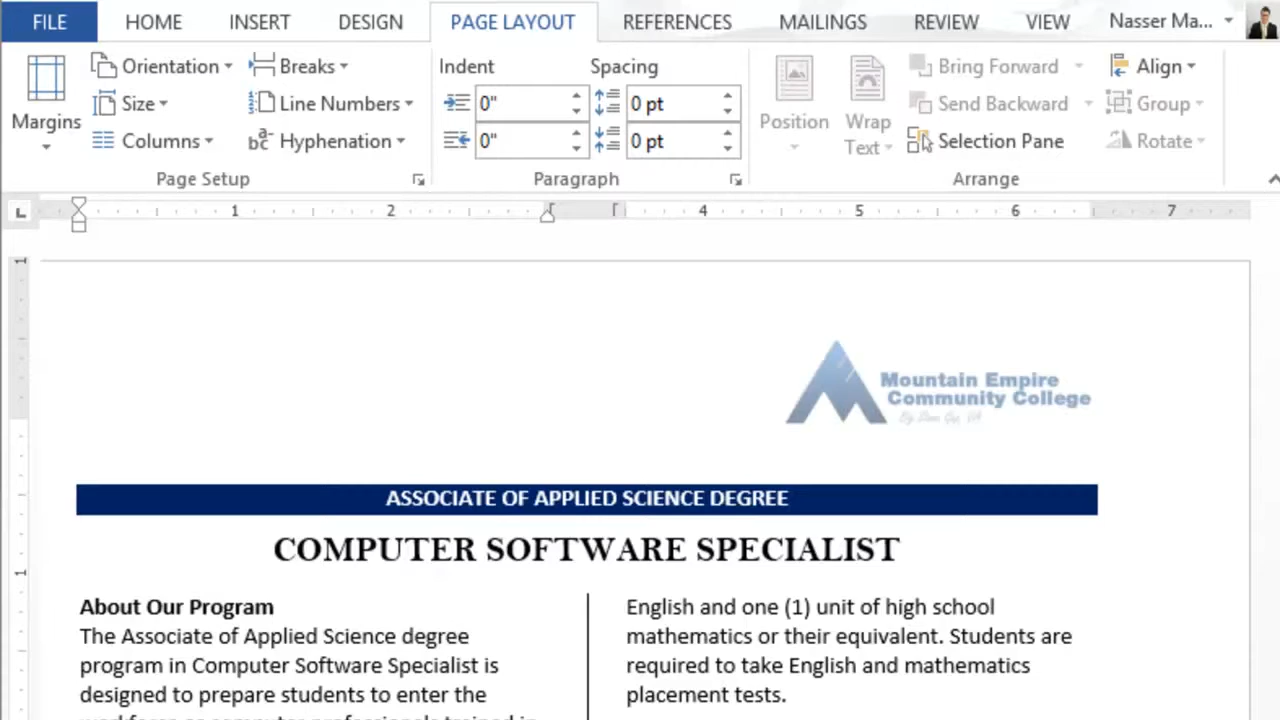 FILE HOME INSERT DESIGN PAGE LAYOUT REFERENCES MAILINGS REVIEW VIEW Nasser Ma...
Orientation Breaks Indent Spacing Bring Forward Align
Size Line Numbers 0" 0 pt Send Backward Group
Margins Columns Hyphenation 0" 0 pt Position Wrap Text Selection Pane Rotate
Page Setup Paragraph Arrange
1 2 4 5 6 7
1
Mountain Empire
Community College
ASSOCIATE OF APPLIED SCIENCE DEGREE
COMPUTER SOFTWARE SPECIALIST
1
About Our Program
The Associate of Applied Science degree
program in Computer Software Specialist is
designed to prepare students to enter the
English and one (1) unit of high school
mathematics or their equivalent. Students are
required to take English and mathematics
placement tests.